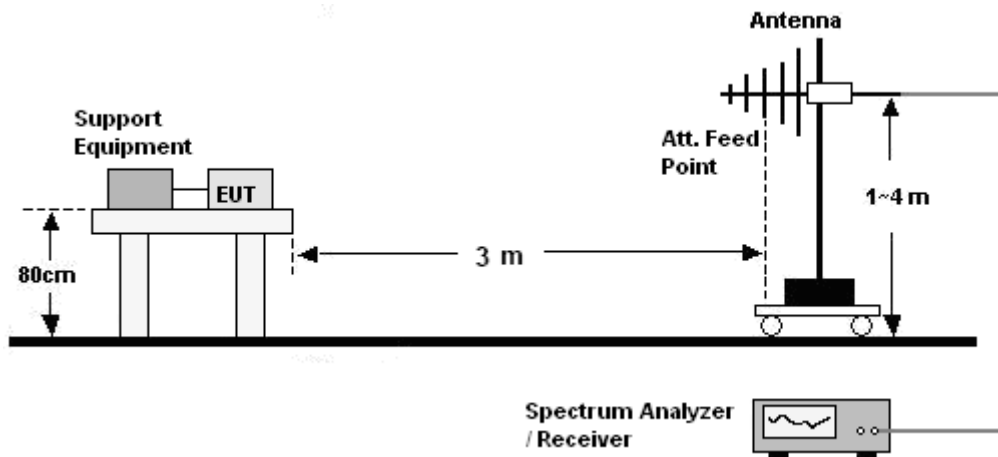 Antenna
Support
Equipment
EUT
Att. Feed
Point
1~4 m
3 m
80cm
Spectrum Analyzer
/ Receiver